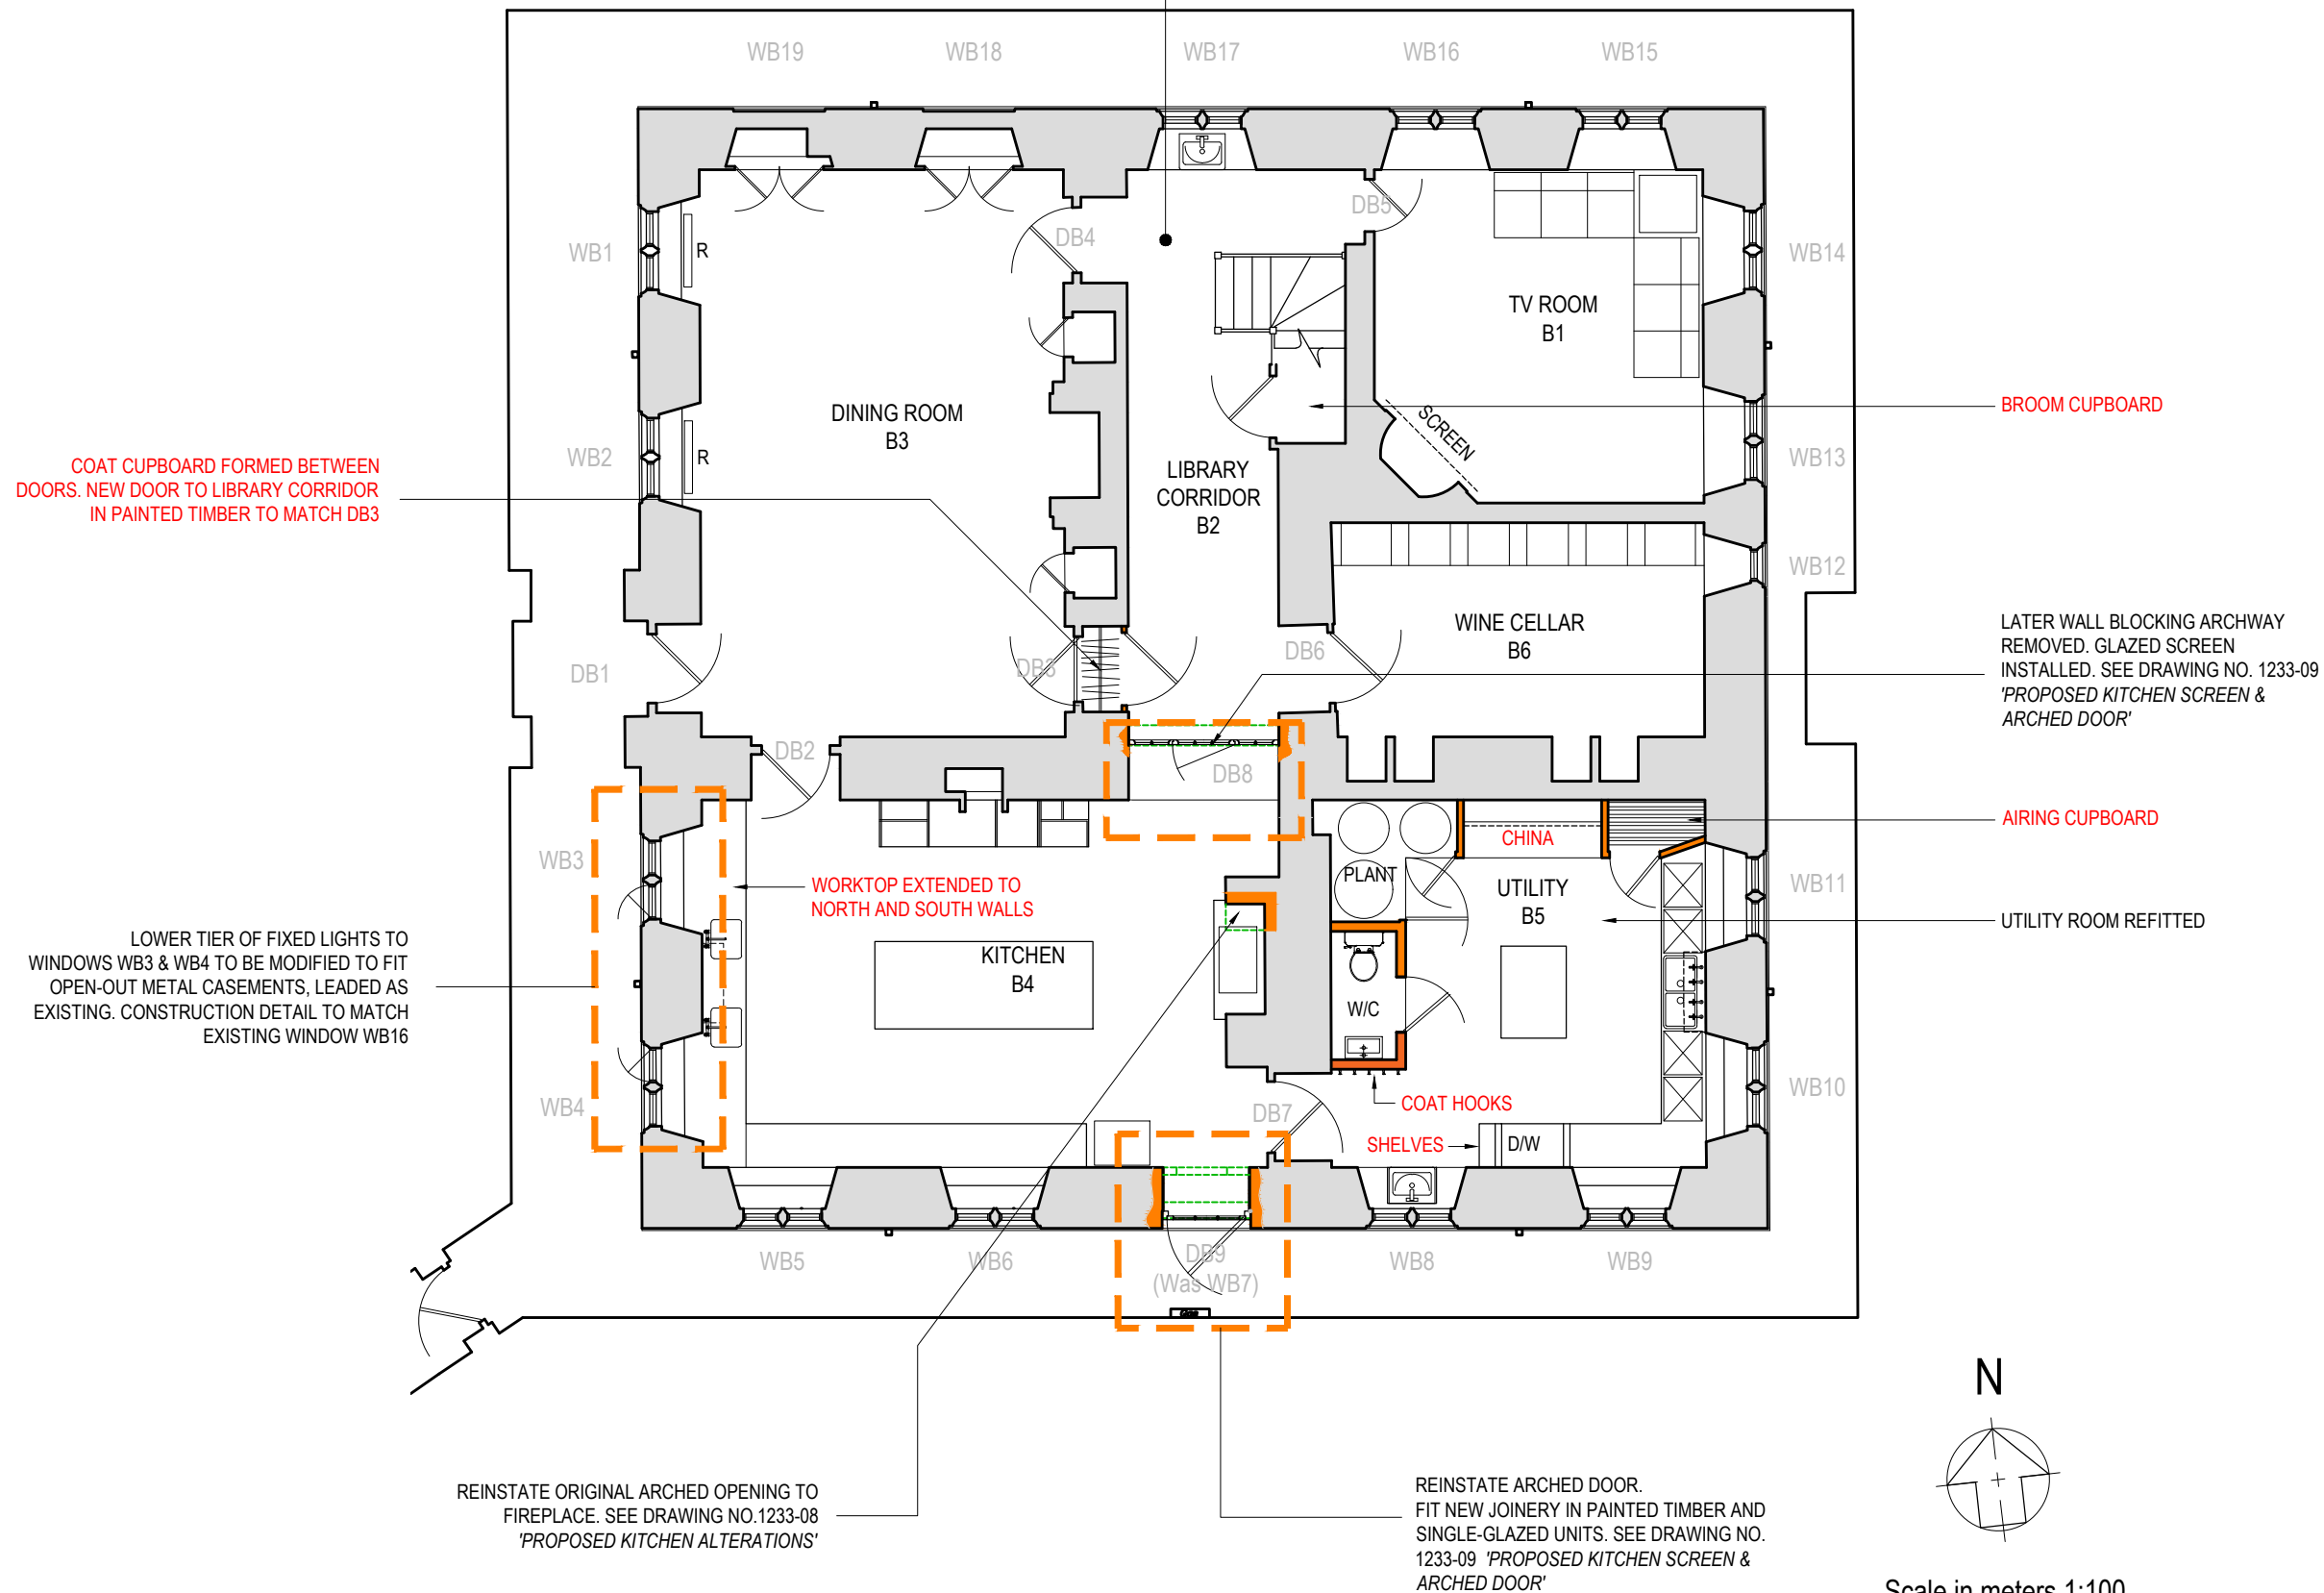 WB19
WB18
WB17
WB16
WB15
DB5
DB4
WB1
R
WB14
TV ROOM
B1
BROOM CUPBOARD
DINING ROOM
B3
SCREEN
WB2
R
WB13
COAT CUPBOARD FORMED BETWEEN
DOORS. NEW DOOR TO LIBRARY CORRIDOR
IN PAINTED TIMBER TO MATCH DB3
LIBRARY
CORRIDOR
B2
WB12
WINE CELLAR
B6
LATER WALL BLOCKING ARCHWAY
REMOVED. GLAZED SCREEN
INSTALLED. SEE DRAWING NO. 1233-09
'PROPOSED KITCHEN SCREEN &
ARCHED DOOR'
DB1
DB3
DB6
DB2
DB8
AIRING CUPBOARD
CHINA
WB3
PLANT
WORKTOP EXTENDED TO
NORTH AND SOUTH WALLS
UTILITY
B5
WB11
UTILITY ROOM REFITTED
LOWER TIER OF FIXED LIGHTS TO
WINDOWS WB3 & WB4 TO BE MODIFIED TO FIT
OPEN-OUT METAL CASEMENTS, LEADED AS
EXISTING. CONSTRUCTION DETAIL TO MATCH
EXISTING WINDOW WB16
KITCHEN
B4
W/C
WB10
WB4
COAT HOOKS
DB7
SHELVES
D/W
WB5
WB6
DB9
(Was WB7)
WB8
WB9
N
REINSTATE ORIGINAL ARCHED OPENING TO
FIREPLACE. SEE DRAWING NO.1233-08
'PROPOSED KITCHEN ALTERATIONS'
REINSTATE ARCHED DOOR.
FIT NEW JOINERY IN PAINTED TIMBER AND
SINGLE-GLAZED UNITS. SEE DRAWING NO.
1233-09 'PROPOSED KITCHEN SCREEN &
ARCHED DOOR'
Scale in meters 1:100